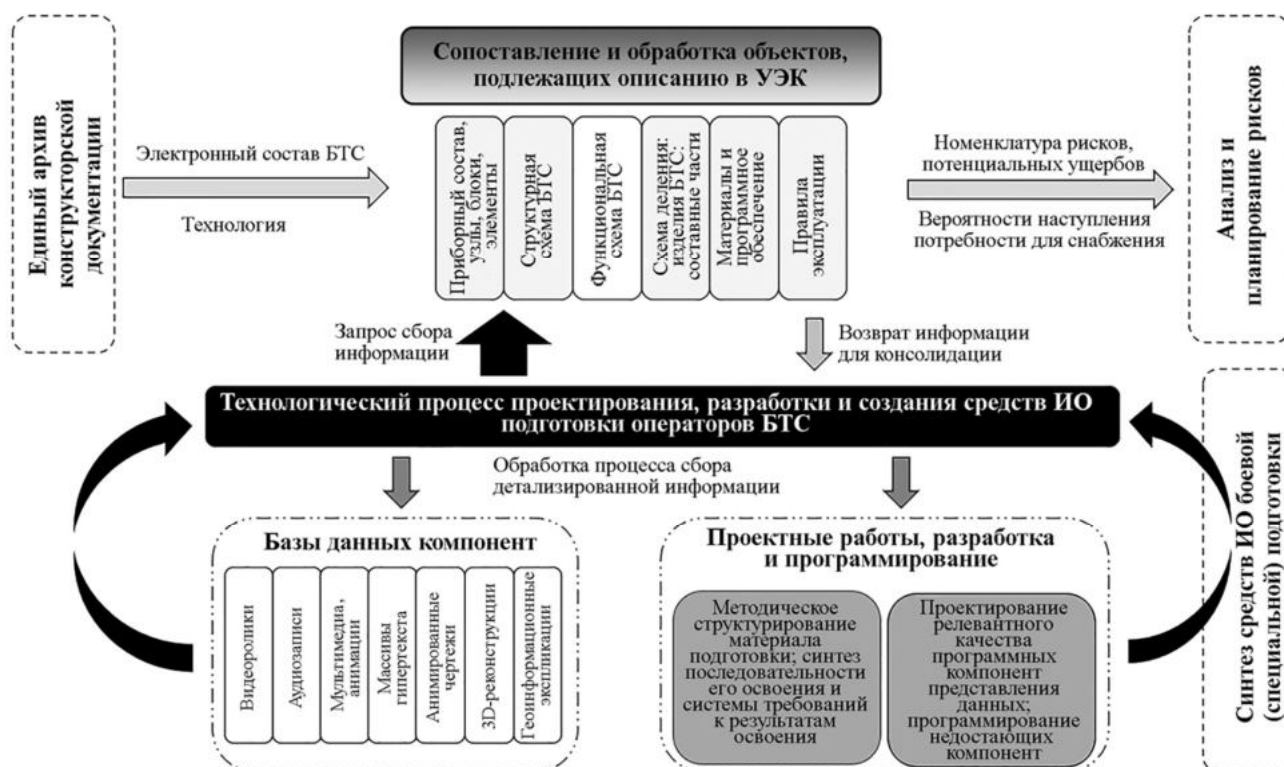 Единый архив
конструкторской
документации
Электронный состав БТС
Технология
Сопоставление и обработка объектов,
подлежащих описанию в УЭК
Приборный состав,
узлы, блоки,
элементы
Структурная
схема БТС
Функциональная
схема БТС
Схема деления:
изделия БТС:
составные части
Материалы и
программное
обеспечение
Правила
эксплуатации
Номенклатура рисков,
потенциальных ущербов
Вероятности наступления
потребности для снабжения
Анализ и
планирование рисков
Запрос сбора
информации
Возврат информации
для консолидации
Технологический процесс проектирования, разработки и создания средств ИО
подготовки операторов БТС
Обработка процесса сбора
детализированной информации
Базы данных компонент
Видеоролики
Аудиозаписи
Мультимедиа,
анимации
Массивы
гипертекста
Анимированные
чертежи
3D-реконструкции
Геоинформационные
экспликации
Проектные работы, разработка
и программирование
Методическое
структурирование
материала
подготовки; синтез
последовательности
его освоения и
системы требований
к результатам
освоения
Проектирование
релевантного
качества
программных
компонент
представления
данных;
программирование
недостающих
компонент
Синтез средств ИО боевой
(специальной) подготовки